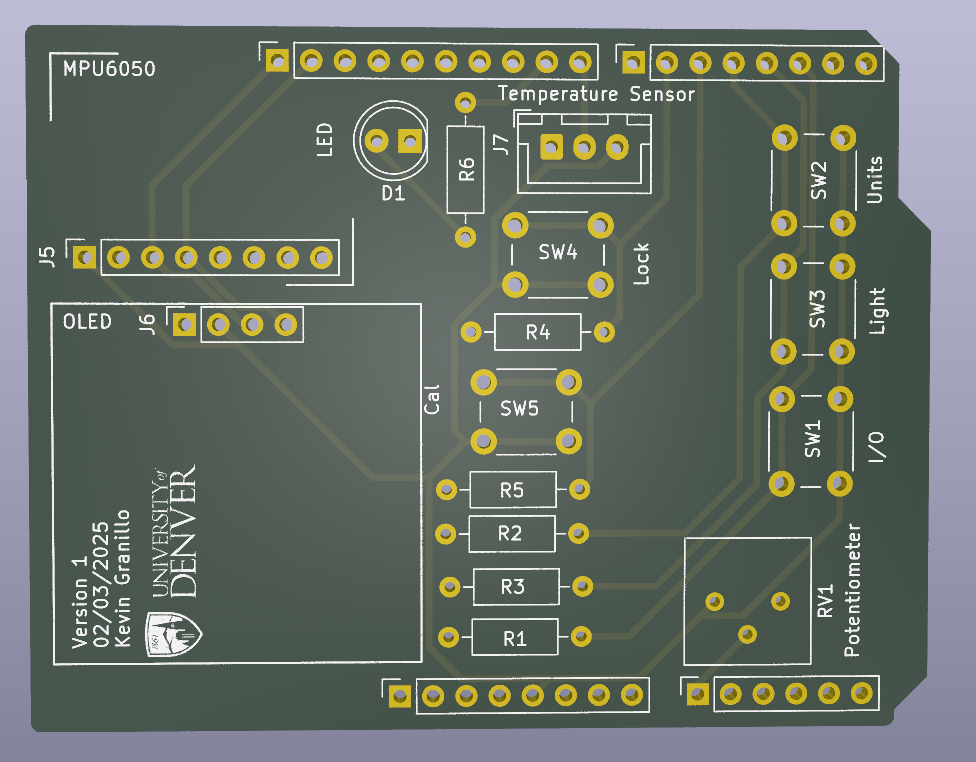 MPU6050
Temperature Sensor
LED
D1
R6
J7
SW2
Units
J5
SW4
Lock
OLED
J6
R4
SW3
Light
Cal
SW5
SW1
I/O
R5
R2
R3
R1
Version 1
02/03/2025
Kevin Granillo
UNIVERSITY of
DENVER
1864
RV1
Potentiometer